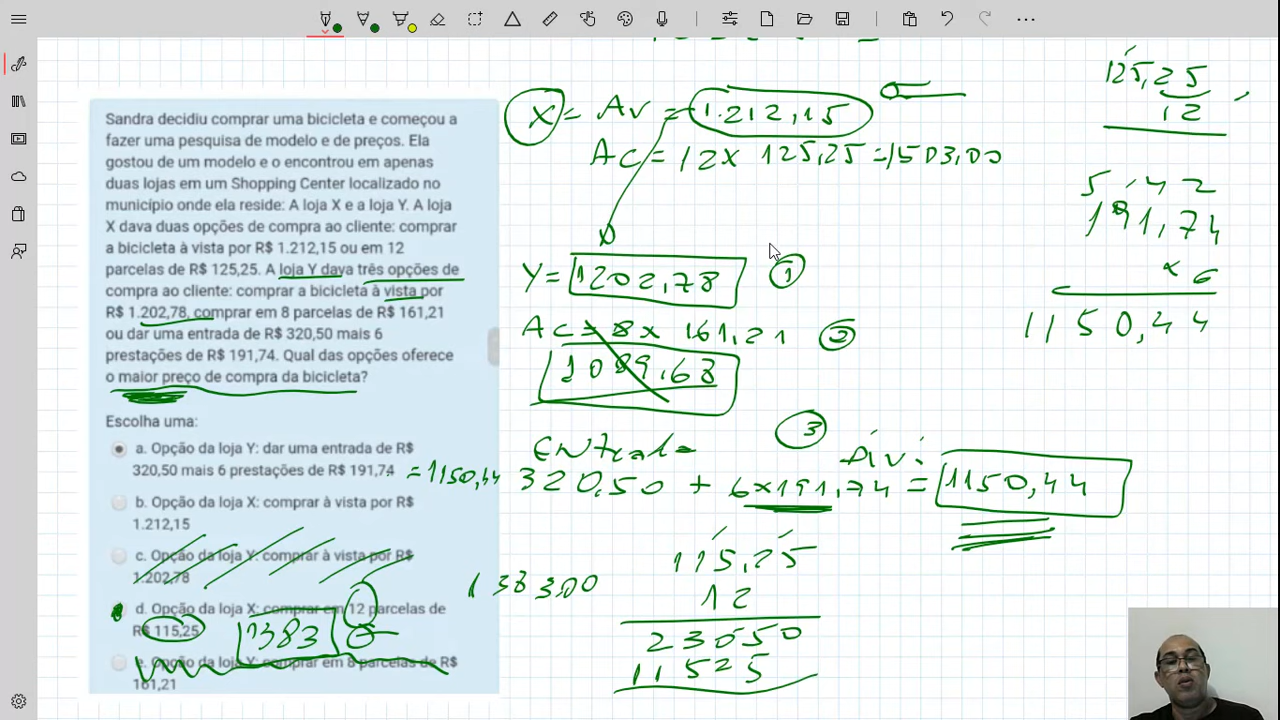 Sandra decidiu comprar uma bicicleta e começou a
fazer uma pesquisa de modelo e de preços. Ela
gostou de um modelo e o encontrou em apenas
duas lojas em um Shopping Center localizado no
município onde ela reside: A loja X e a loja Y. A loja
X dava duas opções de compra ao cliente: comprar
a bicicleta à vista por R$ 1.212,15 ou em 12
parcelas de R$ 125,25. A loja Y dava três opções de
compra ao cliente: comprar a bicicleta à vista por
R$ 1.202,78, comprar em 8 parcelas de R$ 161,21
ou dar uma entrada de R$ 320,50 mais 6
prestações de R$ 191,74. Qual das opções oferece
o maior preço de compra da bicicleta?
Escolha uma:
a. Opção da loja Y: dar uma entrada de R$
320,50 mais 6 prestações de R$ 191,74 = 1150,44
b. Opção da loja X: comprar à vista por R$
1.212,15
c. Opção da loja Y: comprar à vista por R$
1.202,78
d. Opção da loja X: comprar em 12 parcelas de
R$ 115,25
1383
e. Opção da loja Y: comprar em 8 parcelas de R$
161,21
X = AV = 1.212,15
AC = 12x 125,25 = 1503,00
Y = 1202,78 1
AC = 8x 161,21 2
1089,68
Entrada 3
Div:
320,50 + 6x191,74 = 1150,44
115,25
12
23050
11525
1383,00
125,25
12
5 42
191,74
x 6
1150,44